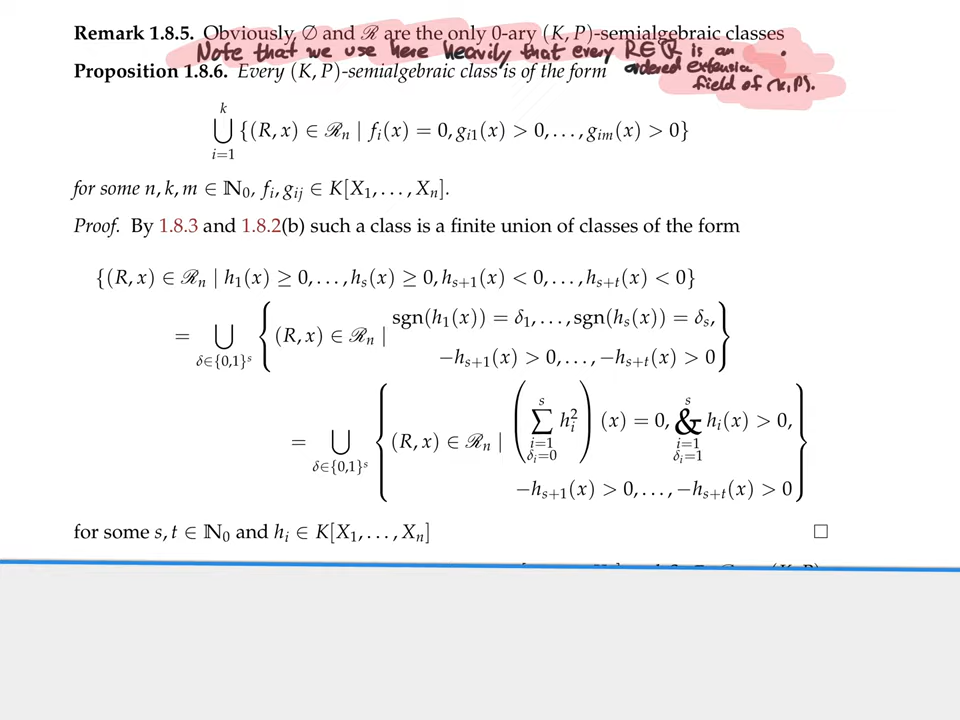 Remark 1.8.5. Obviously, ∅ and ℛ are the only 0-ary (K, P)-semialgebraic classes
Note that we use here heavily that every R∈ℛ is an ordered extension field of (K,P).
Proposition 1.8.6. Every (K, P)-semialgebraic class is of the form
k
⋃ {(R, x) ∈ ℛₙ | fᵢ(x) = 0, gᵢ₁(x) > 0, . . . , gᵢₘ(x) > 0}
i=1
for some n, k, m ∈ ℕ₀, fᵢ, gᵢⱼ ∈ K[X₁, . . . , Xₙ].
Proof. By 1.8.3 and 1.8.2(b) such a class is a finite union of classes of the form
{(R, x) ∈ ℛₙ | h₁(x) ≥ 0, . . . , hₛ(x) ≥ 0, hₛ₊₁(x) < 0, . . . , hₛ₊ₜ(x) < 0}
sgn(h₁(x)) = δ₁, . . . , sgn(hₛ(x)) = δₛ,
= ⋃ { (R, x) ∈ ℛₙ | }
δ∈{0,1}ˢ
−hₛ₊₁(x) > 0, . . . , −hₛ₊ₜ(x) > 0
s s
= ⋃ { (R, x) ∈ ℛₙ | ( ∑ hᵢ² ) (x) = 0, & hᵢ(x) > 0, }
δ∈{0,1}ˢ i=1 i=1
δᵢ=0 δᵢ=1
−hₛ₊₁(x) > 0, . . . , −hₛ₊ₜ(x) > 0
for some s, t ∈ ℕ₀ and hᵢ ∈ K[X₁, . . . , Xₙ] □